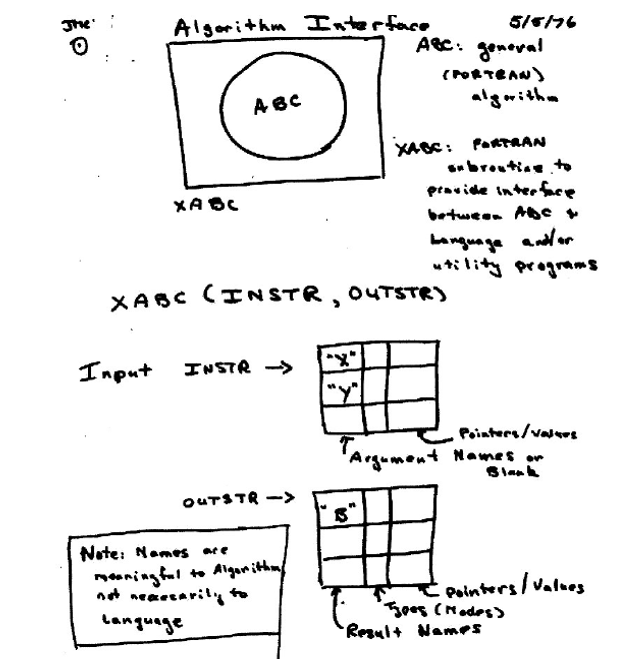 Algorithm Interface 5/5/76
ABC
XABC
ABC: general
(FORTRAN)
algorithm
XABC: FORTRAN
subroutine to
provide interface
between ABC &
Language and/or
utility programs
XABC (INSTR, OUTSTR)
Input INSTR →
"X"
"Y"
Pointers/Values
Argument Names or
Blank
OUTSTR →
"B"
Pointers/Values
Types (Modes)
Result Names
Note: Names are
meaningful to Algorithm,
not necessarily to
Language